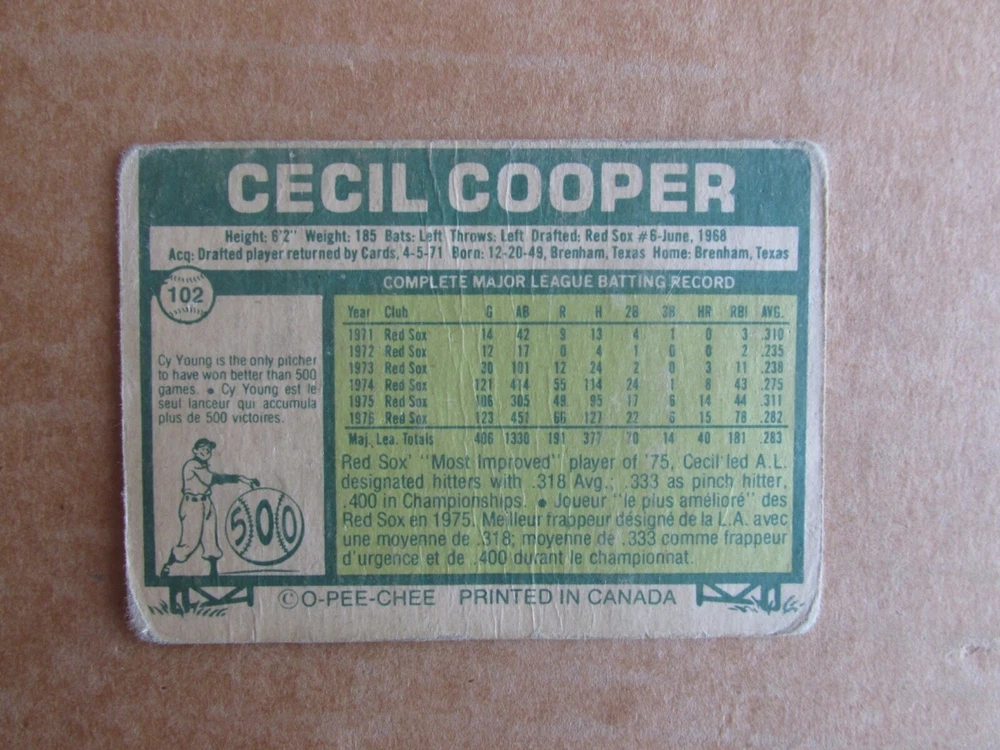 CECIL COOPER
Height: 6'2" Weight: 185 Bats: Left Throws: Left Drafted: Red Sox #6-June, 1968
Acq: Drafted player returned by Cards, 4-5-71 Born: 12-20-49, Brenham, Texas Home: Brenham, Texas
102
COMPLETE MAJOR LEAGUE BATTING RECORD
Year Club G AB R H 2B 3B HR RBI AVG.
1971 Red Sox 14 42 9 13 4 1 0 3 .310
1972 Red Sox 12 17 0 4 1 0 0 2 .235
1973 Red Sox 30 101 12 24 2 0 3 11 .238
1974 Red Sox 121 414 55 114 24 1 8 43 .275
1975 Red Sox 106 305 49 95 17 6 14 44 .311
1976 Red Sox 123 451 66 127 22 6 15 78 .282
Maj. Lea. Totals 406 1330 191 377 70 14 40 181 .283
Cy Young is the only pitcher
to have won better than 500
games. • Cy Young est le
seul lanceur qui accumula
plus de 500 victoires.
500
Red Sox' "Most Improved" player of '75, Cecil led A.L.
designated hitters with .318 Avg.; .333 as pinch hitter,
.400 in Championships. • Joueur "le plus amélioré" des
Red Sox en 1975. Meilleur frappeur désigné de la L.A. avec
une moyenne de .318; moyenne de .333 comme frappeur
d'urgence et de .400 durant le championnat.
© O-PEE-CHEE PRINTED IN CANADA